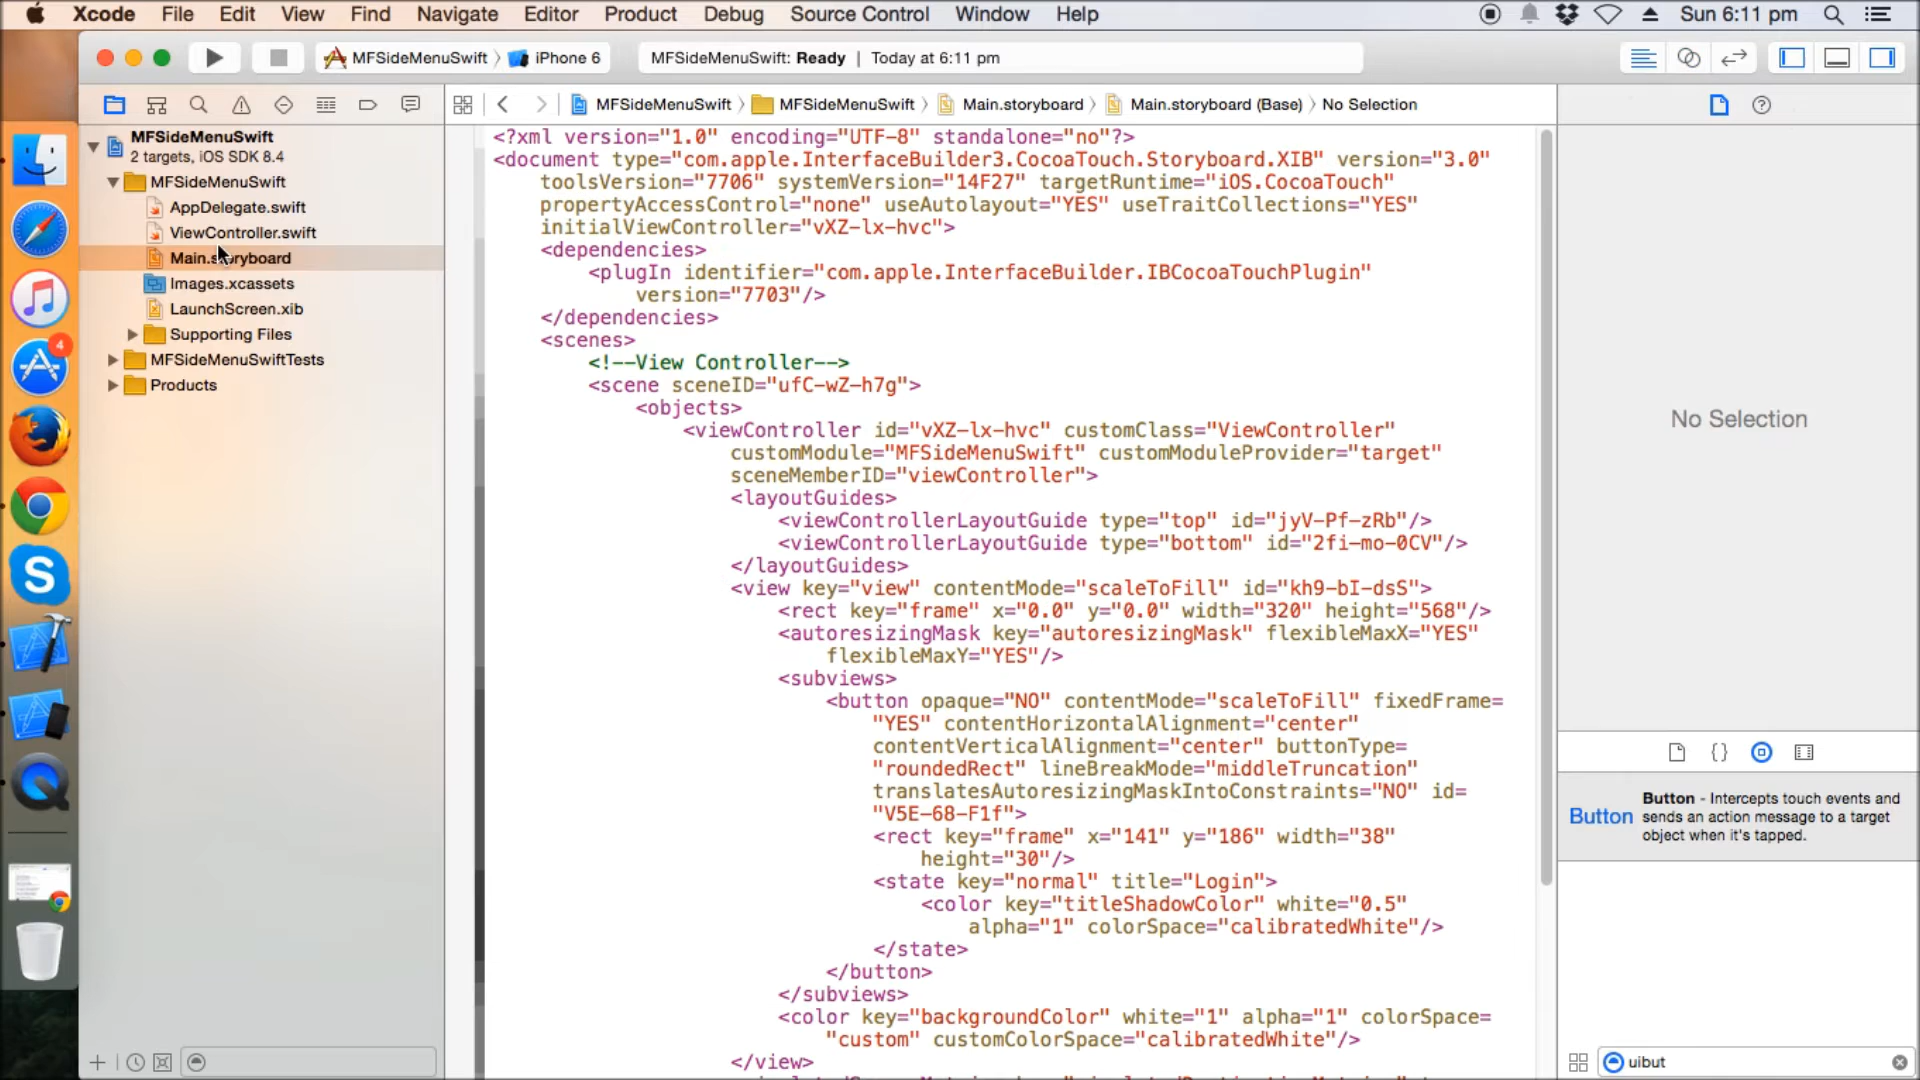 Xcode File Edit View Find Navigate Editor Product Debug Source Control Window Help Sun 6:11 pm
MFSideMenuSwift iPhone 6 MFSideMenuSwift: Ready | Today at 6:11 pm
MFSideMenuSwift MFSideMenuSwift Main.storyboard Main.storyboard (Base) No Selection
MFSideMenuSwift
2 targets, iOS SDK 8.4
MFSideMenuSwift
AppDelegate.swift
ViewController.swift
Main.storyboard
Images.xcassets
LaunchScreen.xib
Supporting Files
MFSideMenuSwiftTests
Products
4
<?xml version="1.0" encoding="UTF-8" standalone="no"?>
<document type="com.apple.InterfaceBuilder3.CocoaTouch.Storyboard.XIB" version="3.0"
toolsVersion="7706" systemVersion="14F27" targetRuntime="iOS.CocoaTouch"
propertyAccessControl="none" useAutolayout="YES" useTraitCollections="YES"
initialViewController="vXZ-lx-hvc">
<dependencies>
<plugIn identifier="com.apple.InterfaceBuilder.IBCocoaTouchPlugin"
version="7703"/>
</dependencies>
<scenes>
<!--View Controller-->
<scene sceneID="ufC-wZ-h7g">
<objects>
<viewController id="vXZ-lx-hvc" customClass="ViewController"
customModule="MFSideMenuSwift" customModuleProvider="target"
sceneMemberID="viewController">
<layoutGuides>
<viewControllerLayoutGuide type="top" id="jyV-Pf-zRb"/>
<viewControllerLayoutGuide type="bottom" id="2fi-mo-0CV"/>
</layoutGuides>
<view key="view" contentMode="scaleToFill" id="kh9-bI-dsS">
<rect key="frame" x="0.0" y="0.0" width="320" height="568"/>
<autoresizingMask key="autoresizingMask" flexibleMaxX="YES"
flexibleMaxY="YES"/>
<subviews>
<button opaque="NO" contentMode="scaleToFill" fixedFrame=
"YES" contentHorizontalAlignment="center"
contentVerticalAlignment="center" buttonType=
"roundedRect" lineBreakMode="middleTruncation"
translatesAutoresizingMaskIntoConstraints="NO" id=
"V5E-68-F1f">
<rect key="frame" x="141" y="186" width="38"
height="30"/>
<state key="normal" title="Login">
<color key="titleShadowColor" white="0.5"
alpha="1" colorSpace="calibratedWhite"/>
</state>
</button>
</subviews>
<color key="backgroundColor" white="1" alpha="1" colorSpace=
"custom" customColorSpace="calibratedWhite"/>
</view>
No Selection
Button
Button - Intercepts touch events and
sends an action message to a target
object when it's tapped.
uibut